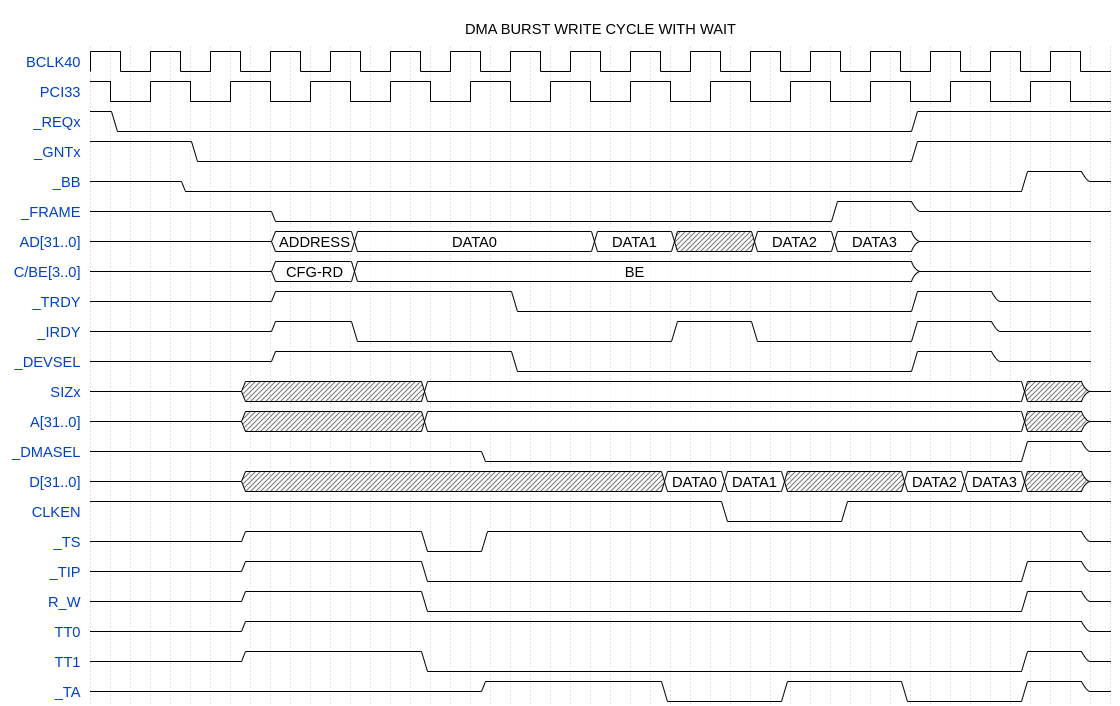 DMA BURST WRITE CYCLE WITH WAIT
BCLK40
PCI33
_REQx
_GNTx
_BB
_FRAME
AD[31..0] ADDRESS DATA0 DATA1 DATA2 DATA3
C/BE[3..0] CFG-RD BE
_TRDY
_IRDY
_DEVSEL
SIZx
A[31..0]
_DMASEL
D[31..0] DATA0 DATA1 DATA2 DATA3
CLKEN
_TS
_TIP
R_W
TT0
TT1
_TA